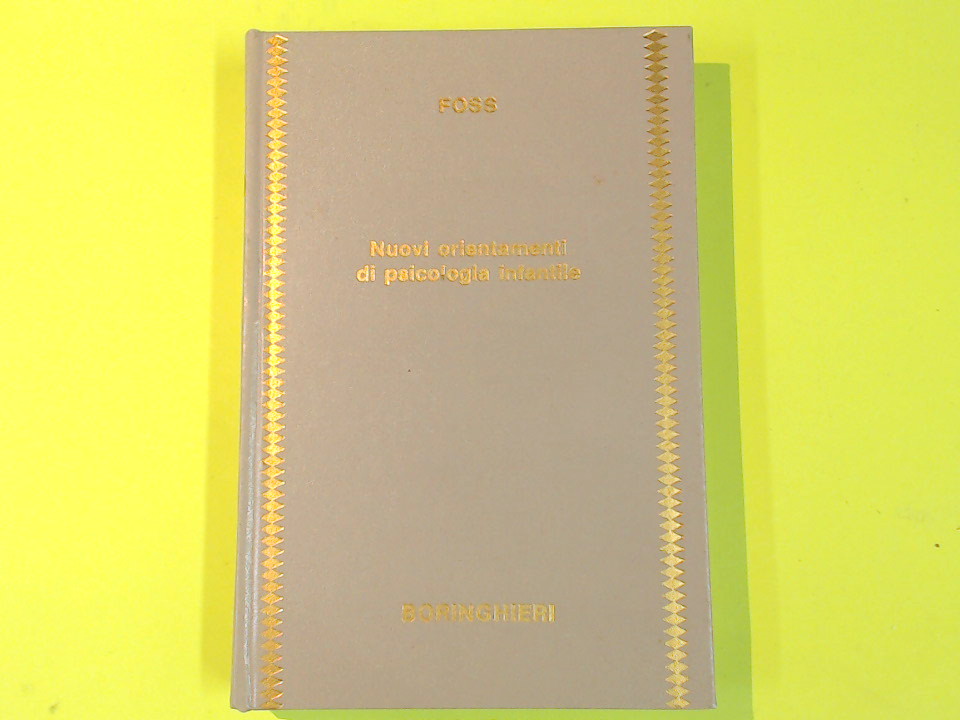 FOSS
Nuovi orientamenti
di psicologia infantile
BORINGHIERI